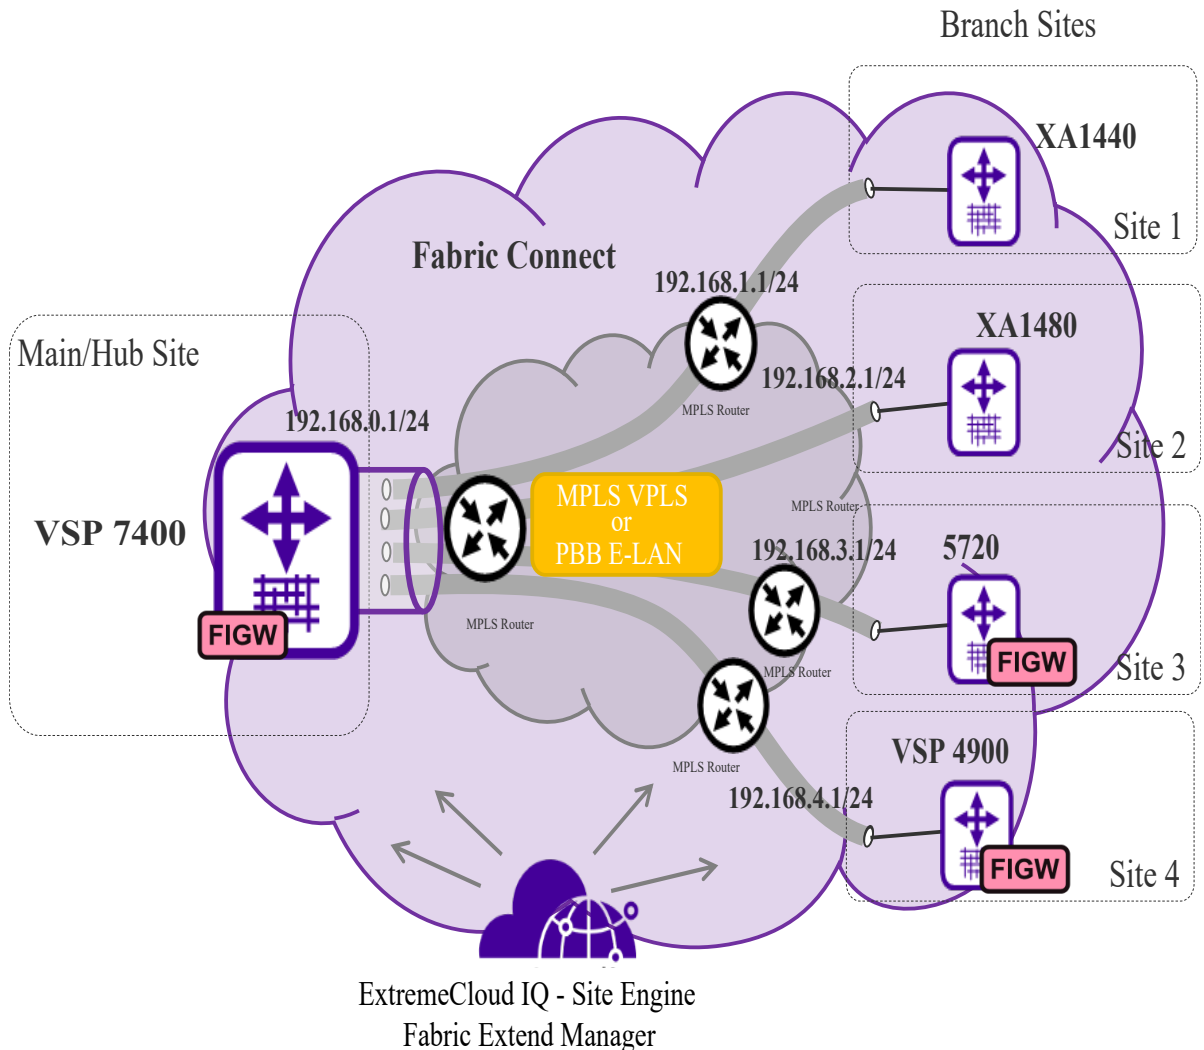 Branch Sites
XA1440
Site 1
Fabric Connect
192.168.1.1/24
XA1480
Main/Hub Site
192.168.2.1/24
MPLS Router
192.168.0.1/24
Site 2
MPLS VPLS
or
PBB E-LAN
MPLS Router
VSP 7400
192.168.3.1/24
5720
FIGW
MPLS Router
FIGW
Site 3
MPLS Router
VSP 4900
MPLS Router
192.168.4.1/24
FIGW
Site 4
ExtremeCloud IQ - Site Engine
Fabric Extend Manager